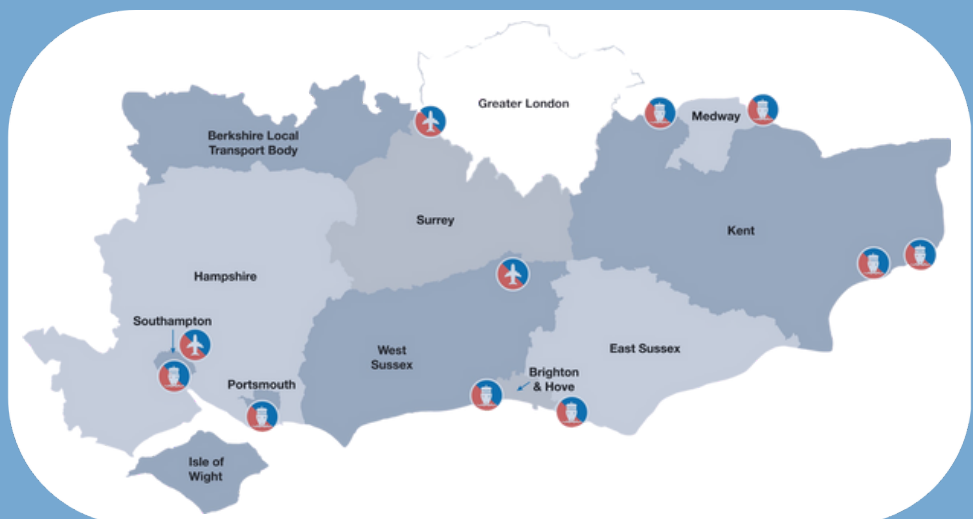 Greater London
Medway
Berkshire Local
Transport Body
Surrey
Kent
Hampshire
Southampton
West
Sussex
East Sussex
Brighton
& Hove
Portsmouth
Isle of
Wight